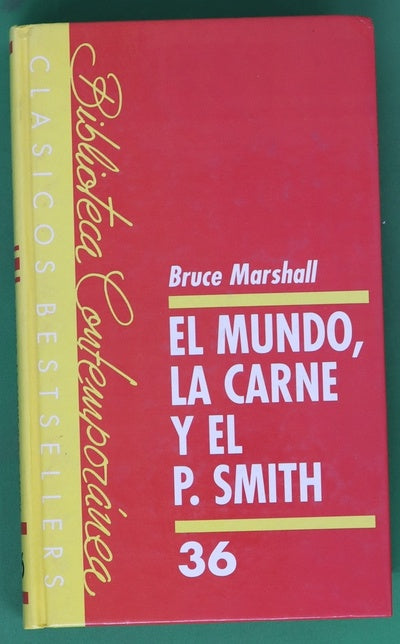 CLASICOS BESTSELLERS
Biblioteca Contemporánea
Bruce Marshall
EL MUNDO,
LA CARNE
Y EL
P. SMITH
36